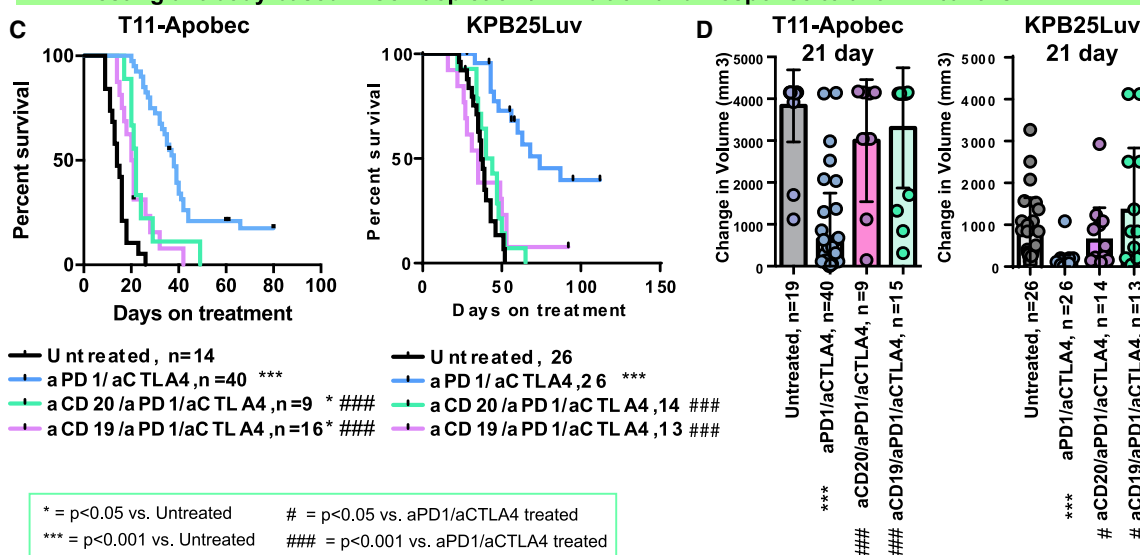 C
T11-Apobec
KPB25Luv
Percent survival
100
50
0
0 20 40 60 80 100
Days on treatment
Percent survival
100
50
0
0 50 100 150
Days on treatment
Untreated, n=14
aPD1/aCTLA4,n=40 ***
aCD20/aPD1/aCTLA4,n=9 * ###
aCD19/aPD1/aCTLA4,n=16* ###
Untreated, 26
aPD1/aCTLA4,26 ***
aCD20/aPD1/aCTLA4,14 ###
aCD19/aPD1/aCTLA4,13 ###
* = p<0.05 vs. Untreated
# = p<0.05 vs. aPD1/aCTLA4 treated
*** = p<0.001 vs. Untreated
### = p<0.001 vs. aPD1/aCTLA4 treated
D
T11-Apobec
21 day
KPB25Luv
21 day
Change in Volume (mm3)
5000
4000
3000
2000
1000
0
Untreated, n=19
aPD1/aCTLA4, n=40
***
aCD20/aPD1/aCTLA4, n=9
###
aCD19/aPD1/aCTLA4, n=15
###
Change in Volume (mm3)
5000
4000
3000
2000
1000
0
Untreated, n=26
aPD1/aCTLA4, n=26
***
aCD20/aPD1/aCTLA4, n=14
#
aCD19/aPD1/aCTLA4, n=13
#